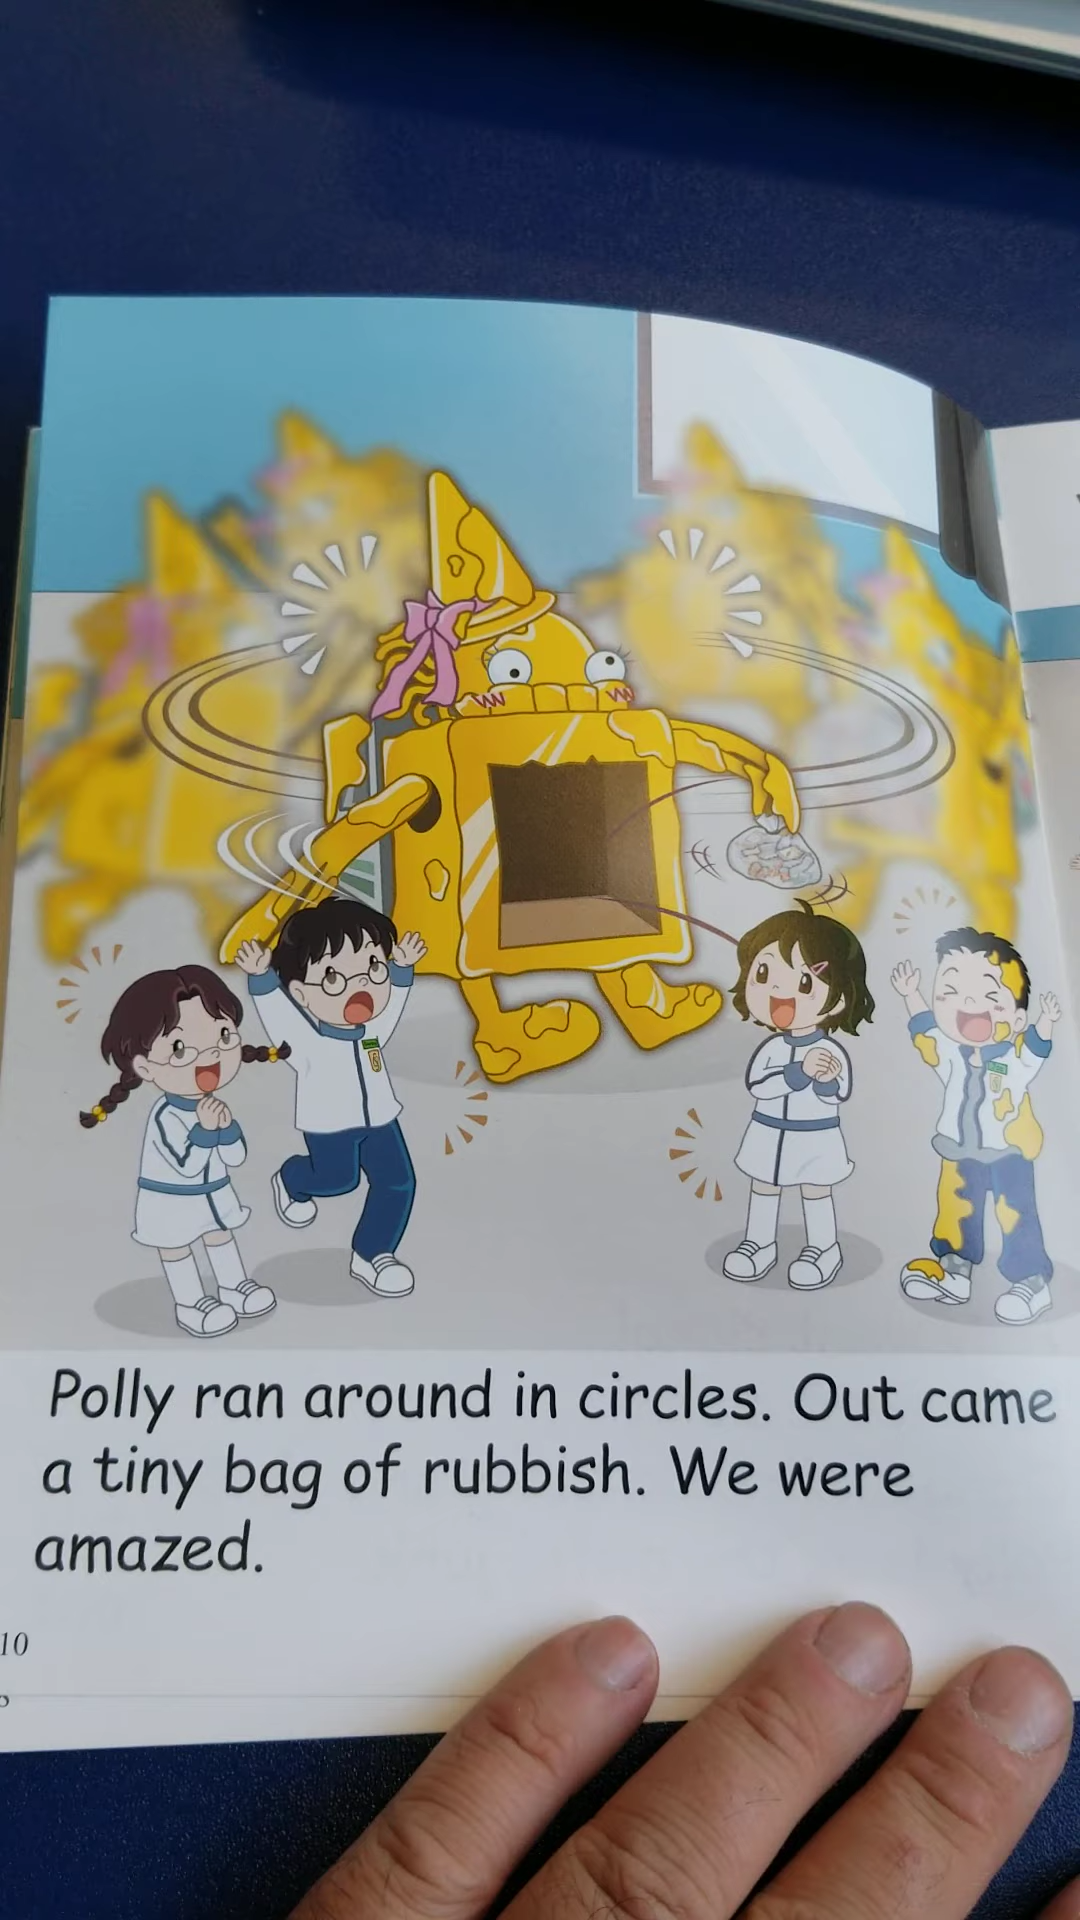 Polly ran around in circles. Out came
a tiny bag of rubbish. We were
amazed.
10